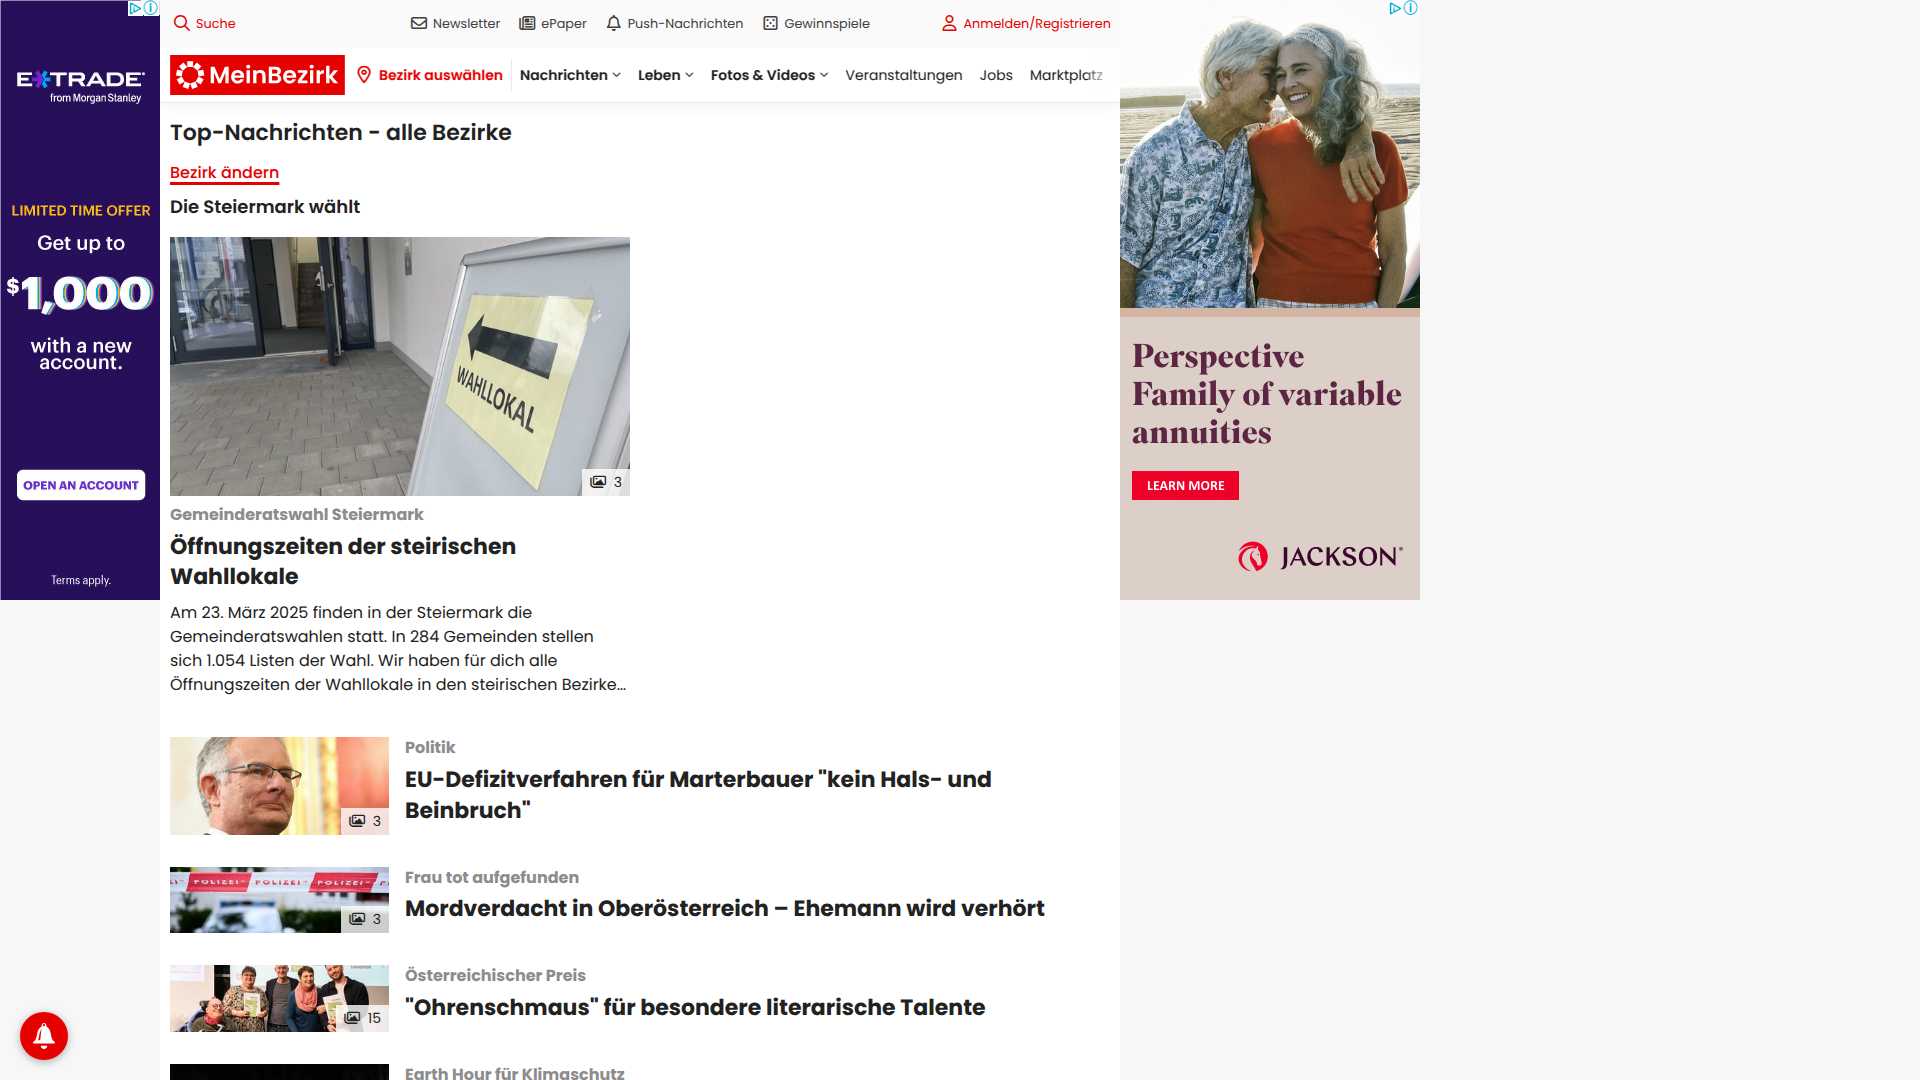 Suche
Newsletter
ePaper
Push-Nachrichten
Gewinnspiele
Anmelden/Registrieren
MeinBezirk
Bezirk auswählen
Nachrichten
Leben
Fotos & Videos
Veranstaltungen
Jobs
Marktplatz
E*TRADE
from Morgan Stanley
LIMITED TIME OFFER
Get up to
$1,000
with a new
account.
OPEN AN ACCOUNT
Terms apply.
Top-Nachrichten - alle Bezirke
Bezirk ändern
Die Steiermark wählt
WAHLLOKAL
3
Gemeinderatswahl Steiermark
Öffnungszeiten der steirischen
Wahllokale
Am 23. März 2025 finden in der Steiermark die
Gemeinderatswahlen statt. In 284 Gemeinden stellen
sich 1.054 Listen der Wahl. Wir haben für dich alle
Öffnungszeiten der Wahllokale in den steirischen Bezirke...
3
Politik
EU-Defizitverfahren für Marterbauer "kein Hals- und
Beinbruch"
POLIZEI POLIZEI POLIZEI
3
Frau tot aufgefunden
Mordverdacht in Oberösterreich – Ehemann wird verhört
15
Österreichischer Preis
"Ohrenschmaus" für besondere literarische Talente
Earth Hour für Klimaschutz
Perspective
Family of variable
annuities
LEARN MORE
JACKSON®